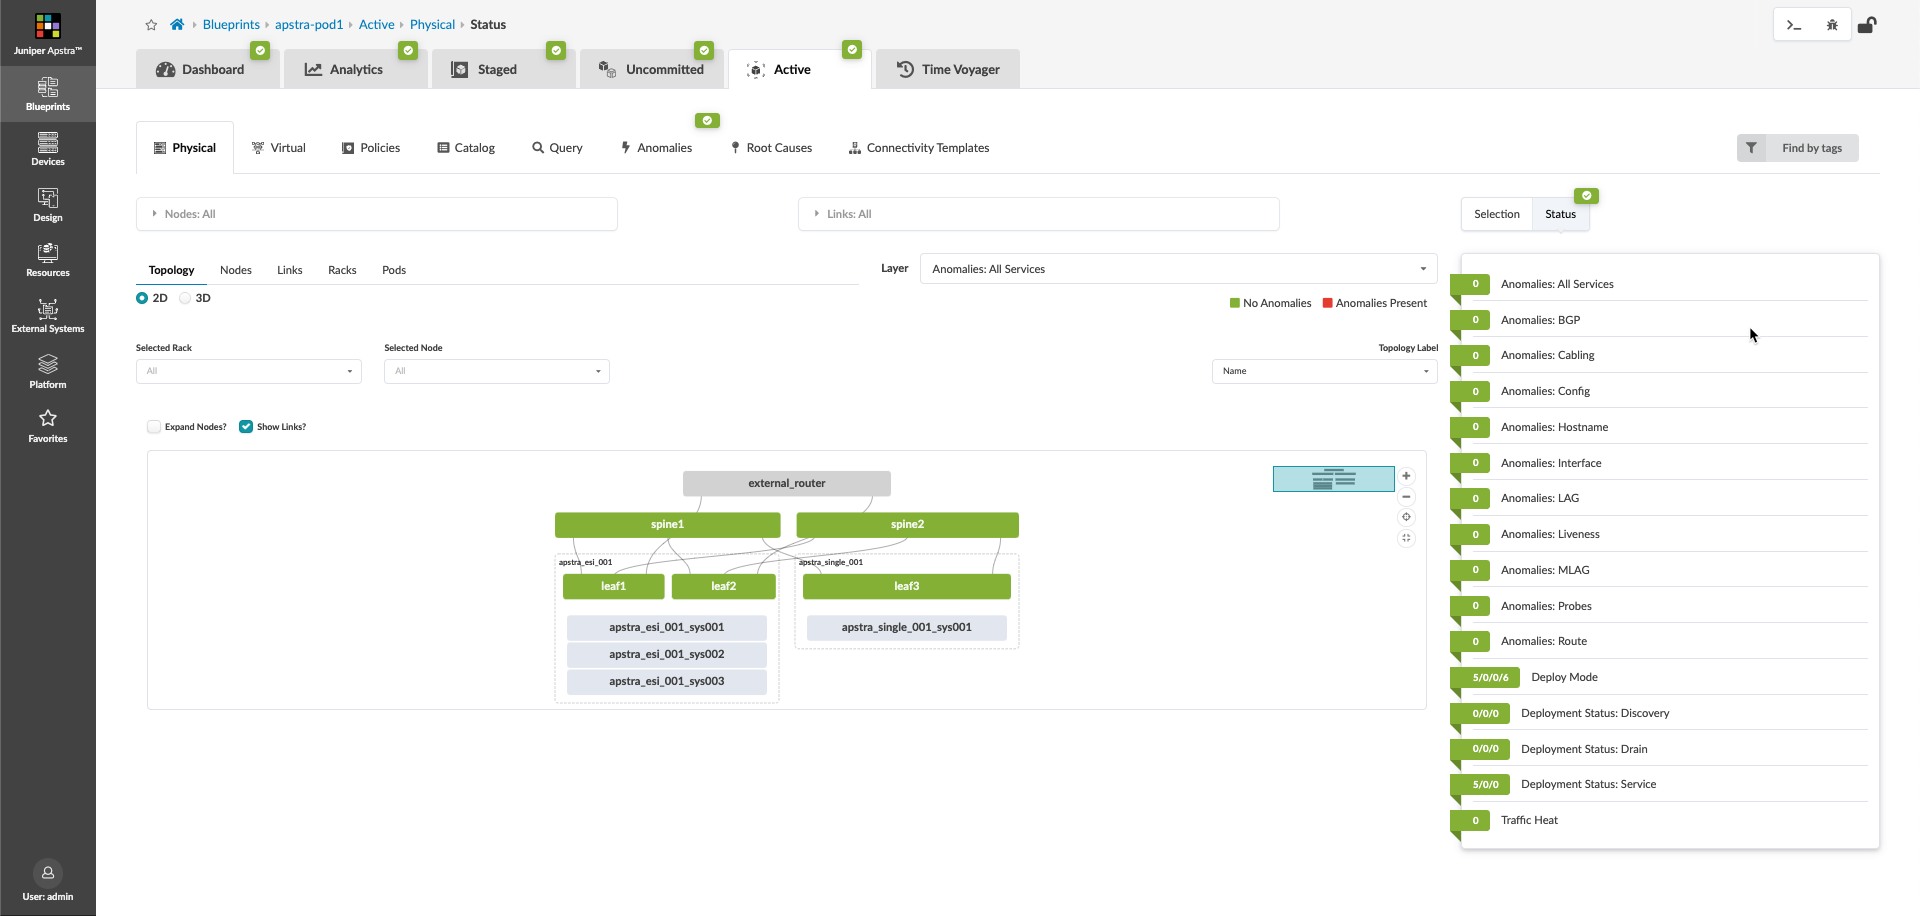 Juniper Apstra™
Blueprints
Devices
Design
Resources
External Systems
Platform
Favorites
User: admin
Blueprints
apstra-pod1
Active
Physical
Status
Dashboard
Analytics
Staged
Uncommitted
Active
Time Voyager
Physical
Virtual
Policies
Catalog
Query
Anomalies
Root Causes
Connectivity Templates
Find by tags
Nodes: All
Links: All
Selection
Status
Topology
Nodes
Links
Racks
Pods
Layer
Anomalies: All Services
2D
3D
No Anomalies
Anomalies Present
Selected Rack
All
Selected Node
All
Topology Label
Name
Expand Nodes?
Show Links?
external_router
spine1
spine2
apstra_esi_001
leaf1
leaf2
apstra_esi_001_sys001
apstra_esi_001_sys002
apstra_esi_001_sys003
apstra_single_001
leaf3
apstra_single_001_sys001
0 Anomalies: All Services
0 Anomalies: BGP
0 Anomalies: Cabling
0 Anomalies: Config
0 Anomalies: Hostname
0 Anomalies: Interface
0 Anomalies: LAG
0 Anomalies: Liveness
0 Anomalies: MLAG
0 Anomalies: Probes
0 Anomalies: Route
5/0/0/6 Deploy Mode
0/0/0 Deployment Status: Discovery
0/0/0 Deployment Status: Drain
5/0/0 Deployment Status: Service
0 Traffic Heat